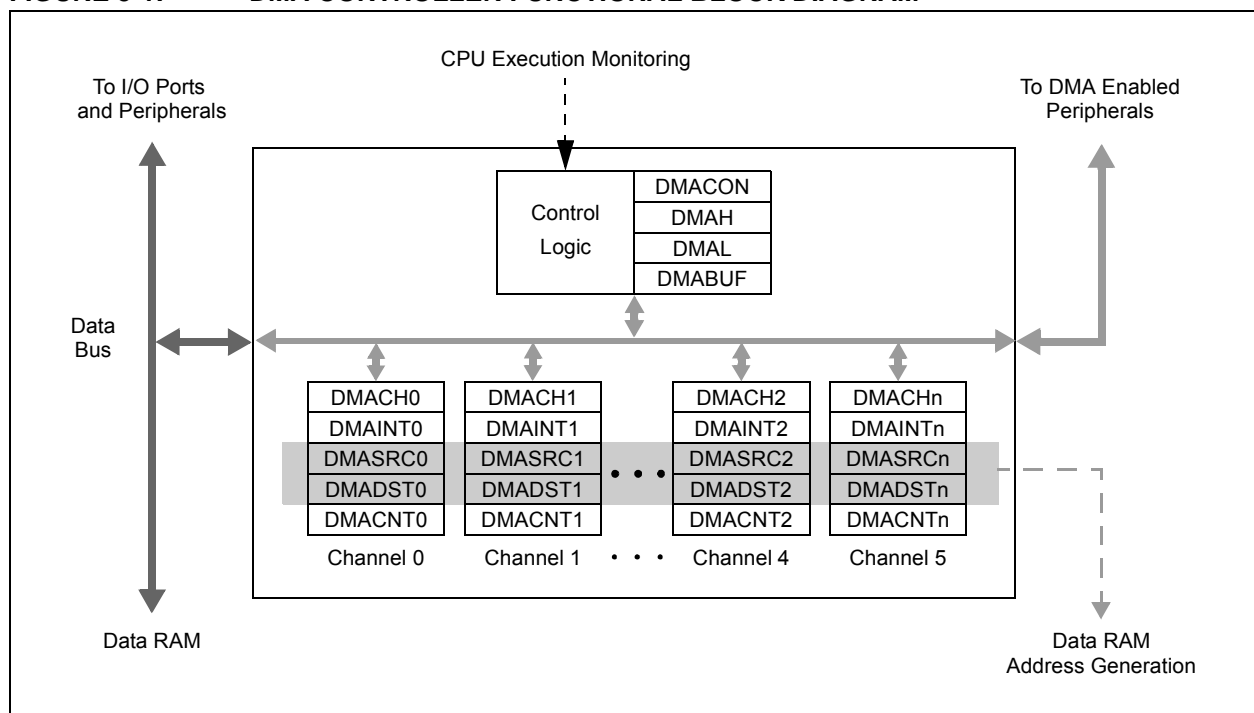 CPU Execution Monitoring
To I/O Ports
and Peripherals
To DMA Enabled
Peripherals
Control
Logic
DMACON
DMAH
DMAL
DMABUF
Data
Bus
DMACH0
DMAINT0
DMASRC0
DMADST0
DMACNT0
Channel 0
DMACH1
DMAINT1
DMASRC1
DMADST1
DMACNT1
Channel 1
• • •
• • •
DMACH2
DMAINT2
DMASRC2
DMADST2
DMACNT2
Channel 4
DMACHn
DMAINTn
DMASRCn
DMADSTn
DMACNTn
Channel 5
Data RAM
Data RAM
Address Generation